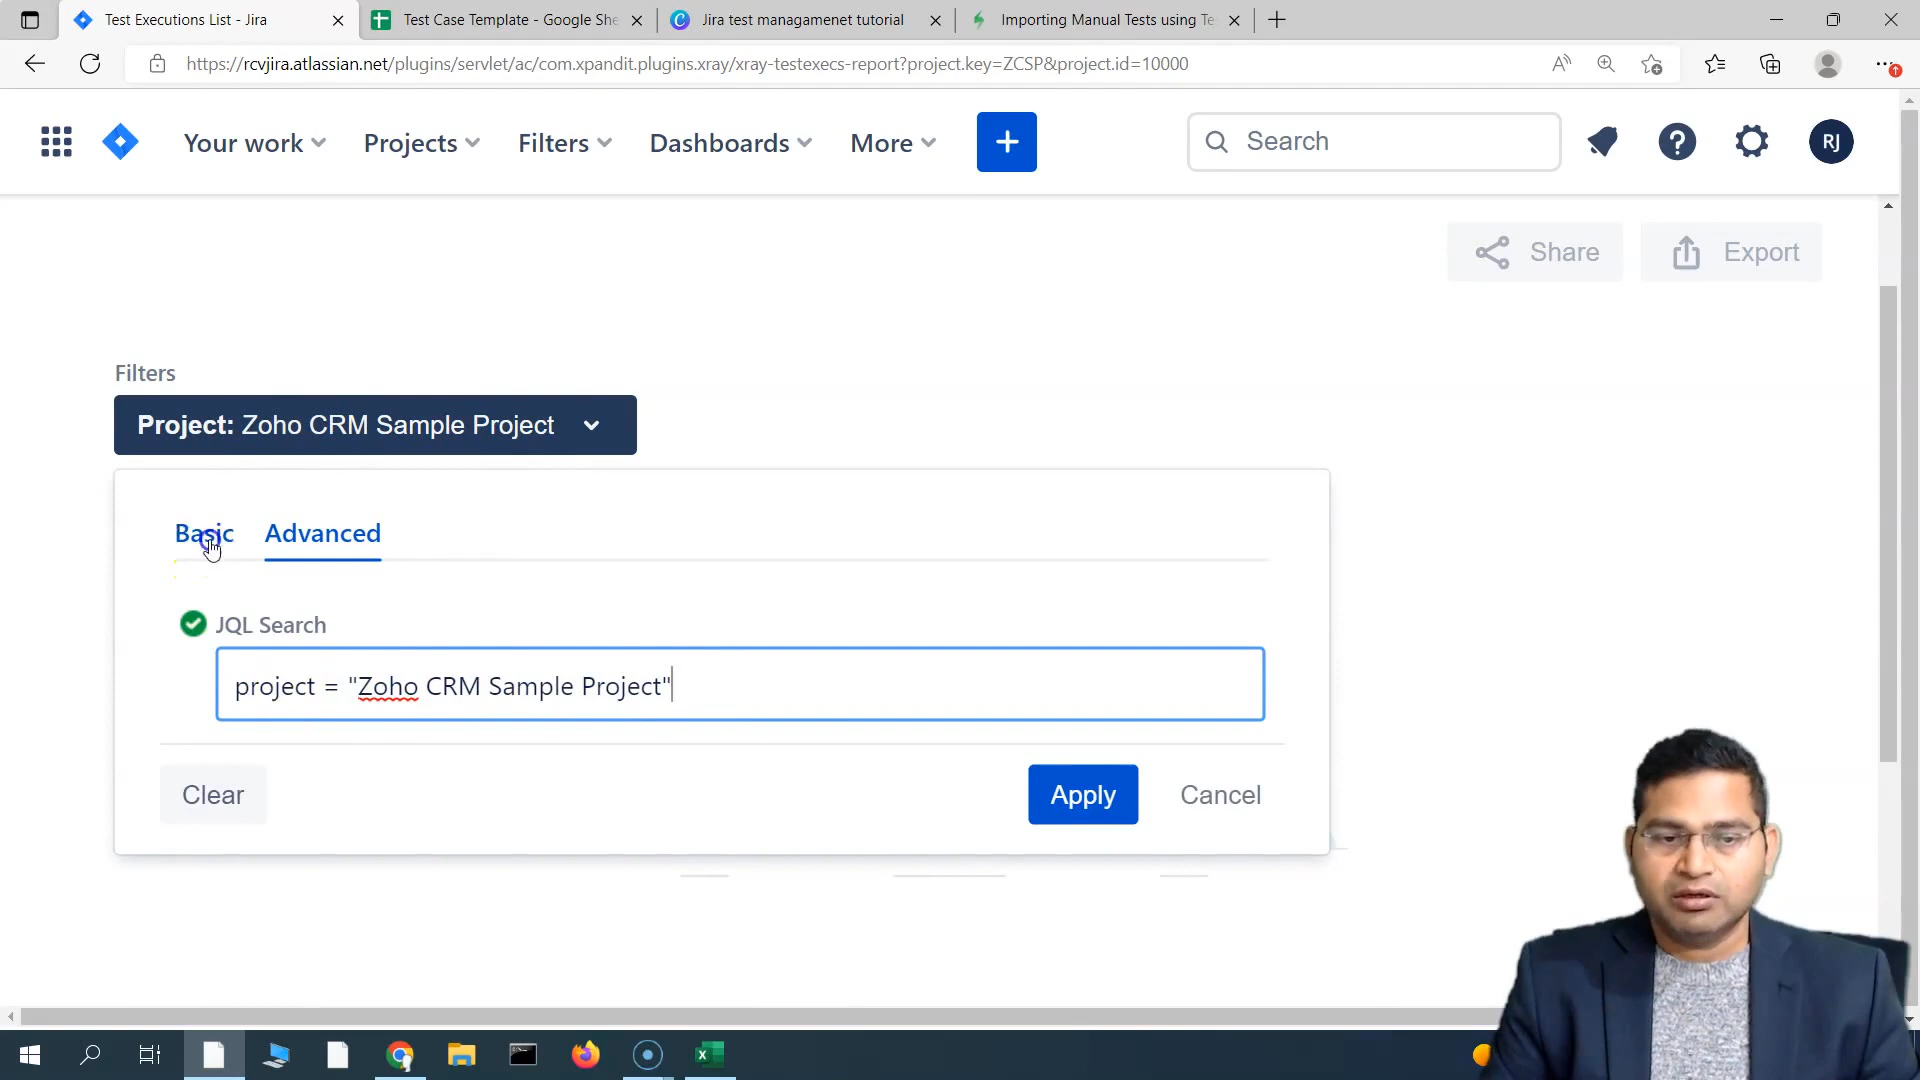 Test Executions List - Jira
Test Case Template - Google She
Jira test managamenet tutorial
Importing Manual Tests using Te
https://rcvjira.atlassian.net/plugins/servlet/ac/com.xpandit.plugins.xray/xray-testexecs-report?project.key=ZCSP&project.id=10000
Your work
Projects
Filters
Dashboards
More
Search
RJ
Share
Export
Filters
Project: Zoho CRM Sample Project
Basic
Advanced
JQL Search
project = "Zoho CRM Sample Project"
Clear
Apply
Cancel